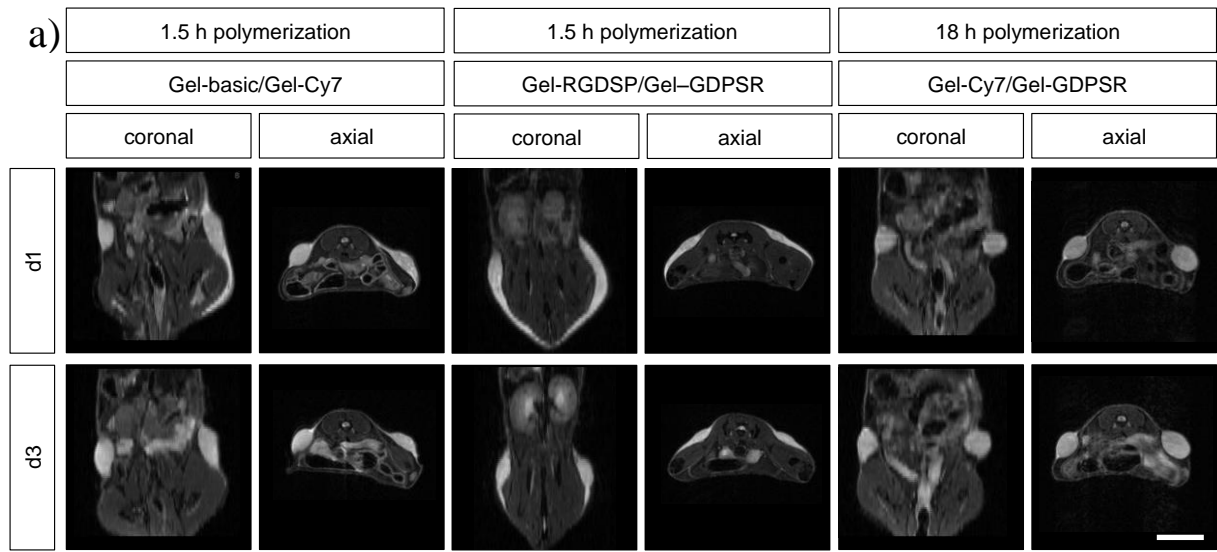 a)
1.5 h polymerization
1.5 h polymerization
18 h polymerization
Gel-basic/Gel-Cy7
Gel-RGDSP/Gel–GDPSR
Gel-Cy7/Gel-GDPSR
coronal
axial
coronal
axial
coronal
axial
d1
d3